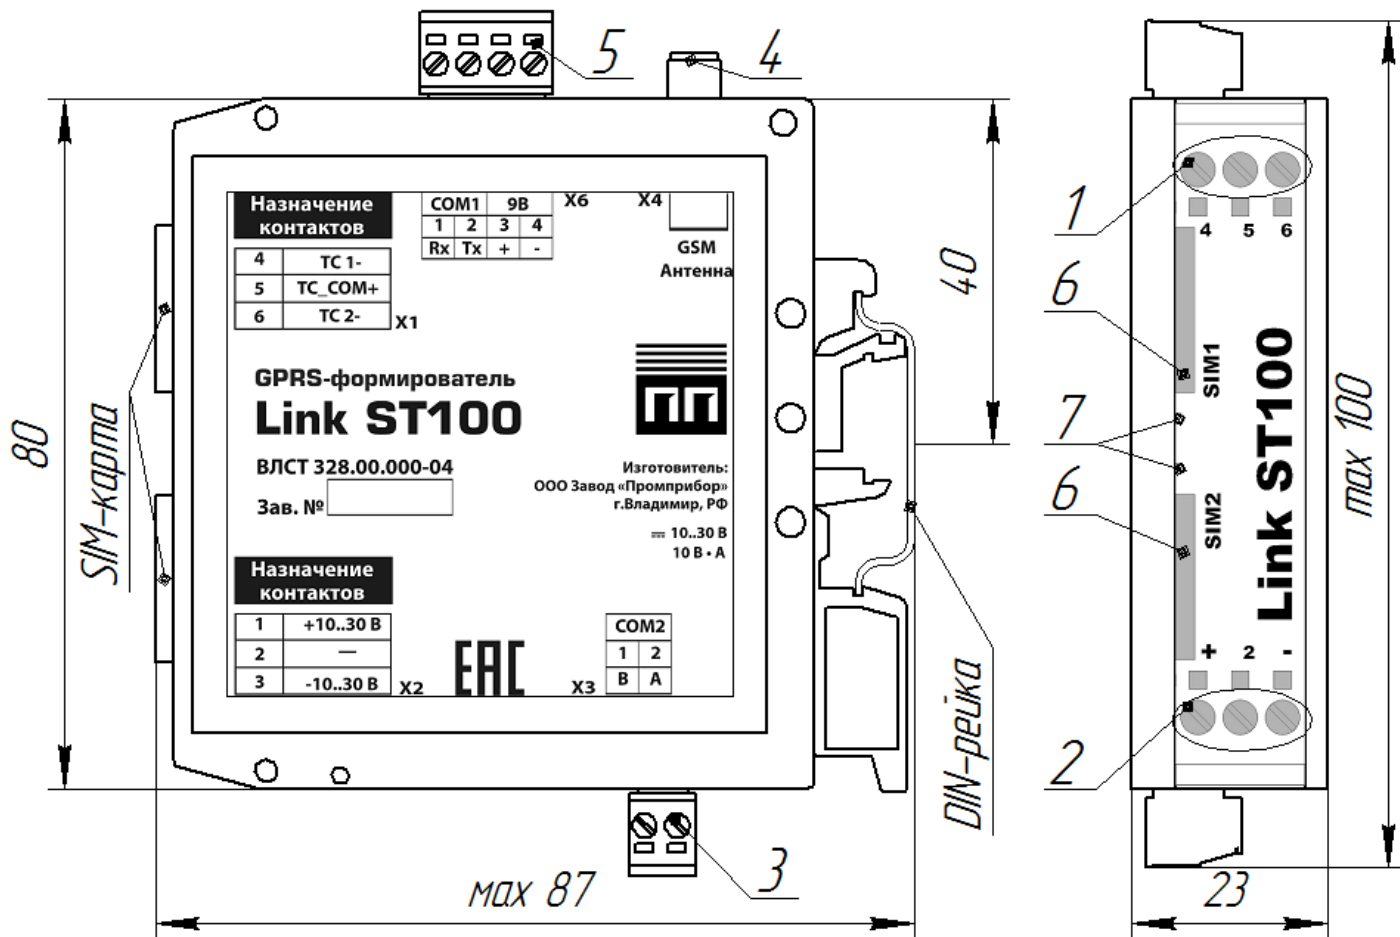 5
4
Назначение
контактов
4 ТС 1-
5 ТС_COM+
6 ТС 2-
X1
COM1 9В
1 2 3 4
Rx Tx + -
X6
X4
GSM
Антенна
GPRS-формирователь
Link ST100
ВЛСТ 328.00.000-04
Зав. №
Изготовитель:
ООО Завод «Промприбор»
г.Владимир, РФ
⎓ 10..30 В
10 В • А
Назначение
контактов
1 +10..30 В
2 —
3 -10..30 В
X2
EAC
X3
COM2
1 2
B A
80
SIM-карта
40
DIN-рейка
3
max 87
1
4 5 6
6
SIM1
7
Link ST100
6
SIM2
+ 2 -
2
max 100
23